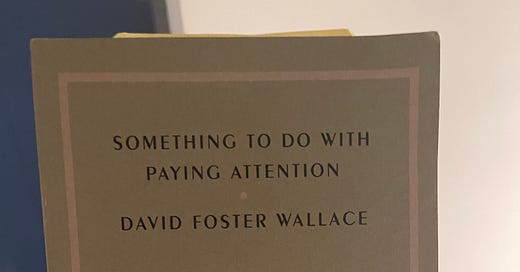 SOMETHING TO DO WITH
PAYING ATTENTION
DAVID FOSTER WALLACE